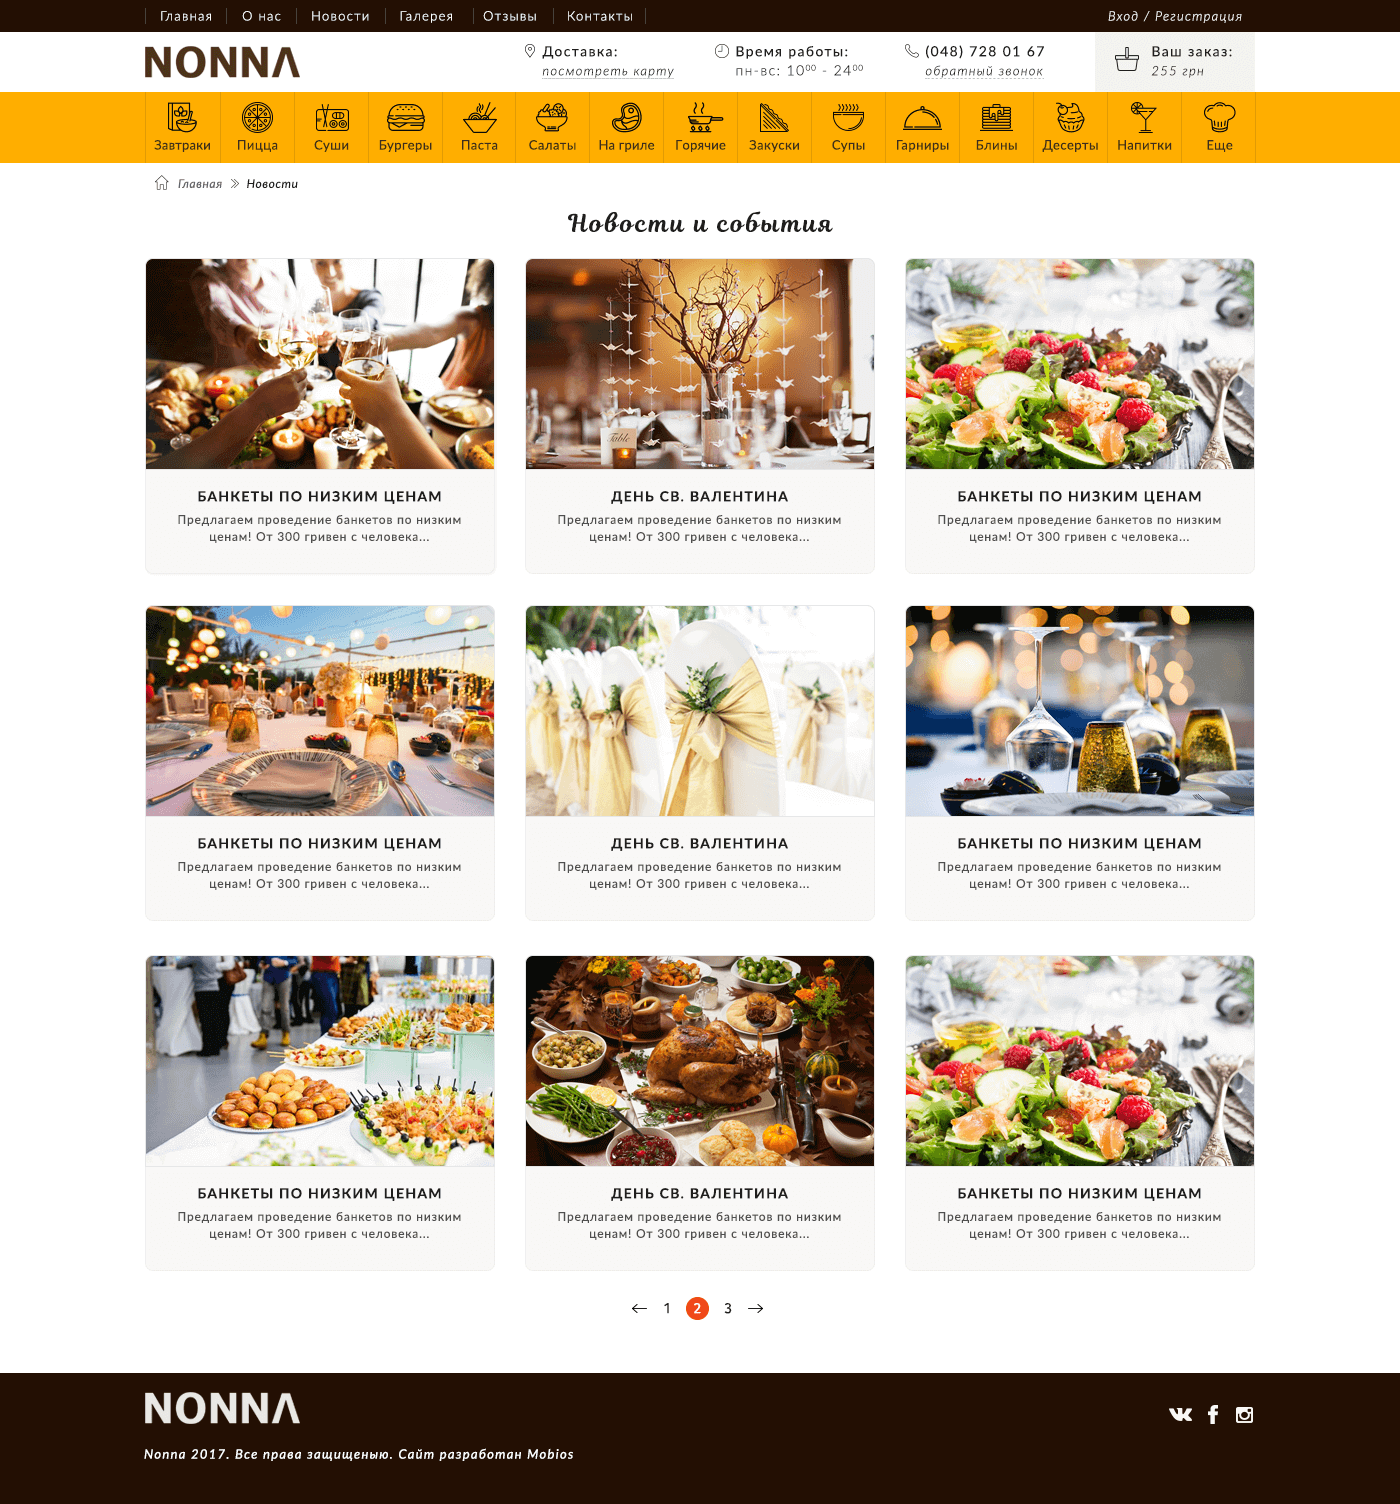 Главная О нас Новости Галерея Отзывы Контакты Вход / Регистрация
NONNA
Доставка:
посмотреть карту
Время работы:
пн-вс: 10⁰⁰ - 24⁰⁰
(048) 728 01 67
обратный звонок
Ваш заказ:
255 грн
Завтраки Пицца Суши Бургеры Паста Салаты На гриле Горячие Закуски Супы Гарниры Блины Десерты Напитки Еще
Главная Новости
Новости и события
Table
БАНКЕТЫ ПО НИЗКИМ ЦЕНАМ
Предлагаем проведение банкетов по низким
ценам! От 300 гривен с человека...
ДЕНЬ СВ. ВАЛЕНТИНА
Предлагаем проведение банкетов по низким
ценам! От 300 гривен с человека...
БАНКЕТЫ ПО НИЗКИМ ЦЕНАМ
Предлагаем проведение банкетов по низким
ценам! От 300 гривен с человека...
БАНКЕТЫ ПО НИЗКИМ ЦЕНАМ
Предлагаем проведение банкетов по низким
ценам! От 300 гривен с человека...
ДЕНЬ СВ. ВАЛЕНТИНА
Предлагаем проведение банкетов по низким
ценам! От 300 гривен с человека...
БАНКЕТЫ ПО НИЗКИМ ЦЕНАМ
Предлагаем проведение банкетов по низким
ценам! От 300 гривен с человека...
БАНКЕТЫ ПО НИЗКИМ ЦЕНАМ
Предлагаем проведение банкетов по низким
ценам! От 300 гривен с человека...
ДЕНЬ СВ. ВАЛЕНТИНА
Предлагаем проведение банкетов по низким
ценам! От 300 гривен с человека...
БАНКЕТЫ ПО НИЗКИМ ЦЕНАМ
Предлагаем проведение банкетов по низким
ценам! От 300 гривен с человека...
1 2 3
NONNA
Nonna 2017. Все права защищеныю. Сайт разработан Mobios